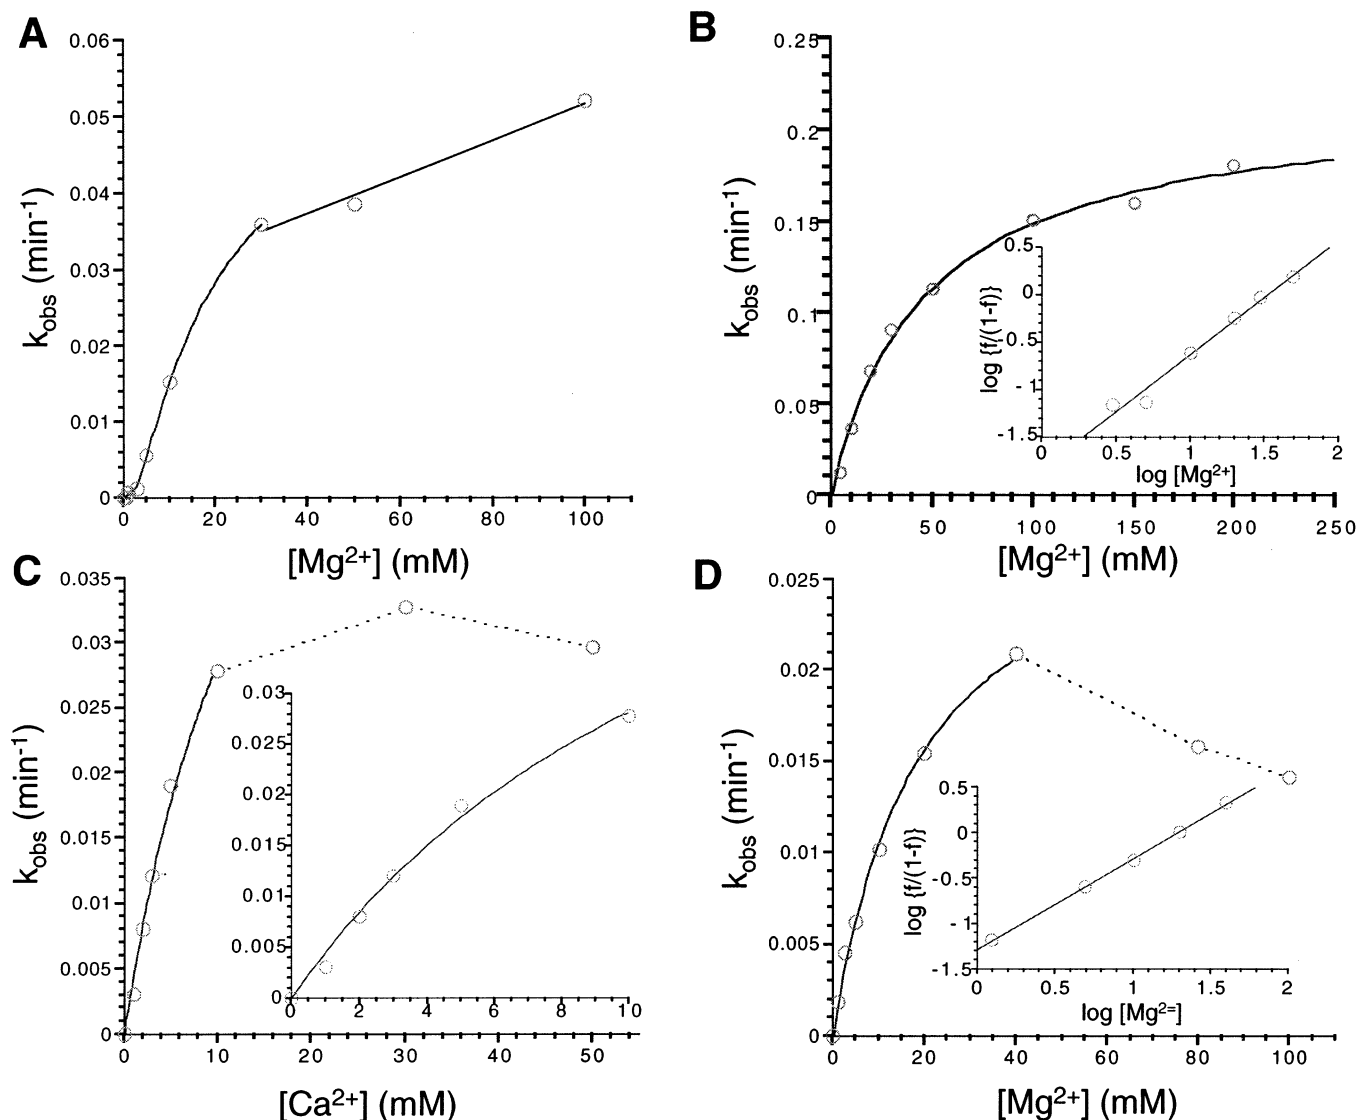 A
0.06
0.05
0.04
0.03
0.02
0.01
0
k_obs (min⁻¹)
0 20 40 60 80 100
[Mg²⁺] (mM)
B
0.25
0.2
0.15
0.1
0.05
0
k_obs (min⁻¹)
0 50 100 150 200 250
[Mg²⁺] (mM)
0.5
0
-0.5
- 1
-1.5
log {f/(1-f)}
0 0.5 1 1.5 2
log [Mg²⁺]
C
0.035
0.03
0.025
0.02
0.015
0.01
0.005
0
k_obs (min⁻¹)
0 10 20 30 40 50
[Ca²⁺] (mM)
0.03
0.025
0.02
0.015
0.01
0.005
0
0 2 4 6 8 10
D
0.025
0.02
0.015
0.01
0.005
0
k_obs (min⁻¹)
0 20 40 60 80 100
[Mg²⁺] (mM)
0.5
0
-0.5
- 1
-1.5
log {f/(1-f)}
0 0.5 1 1.5 2
log [Mg²⁼]